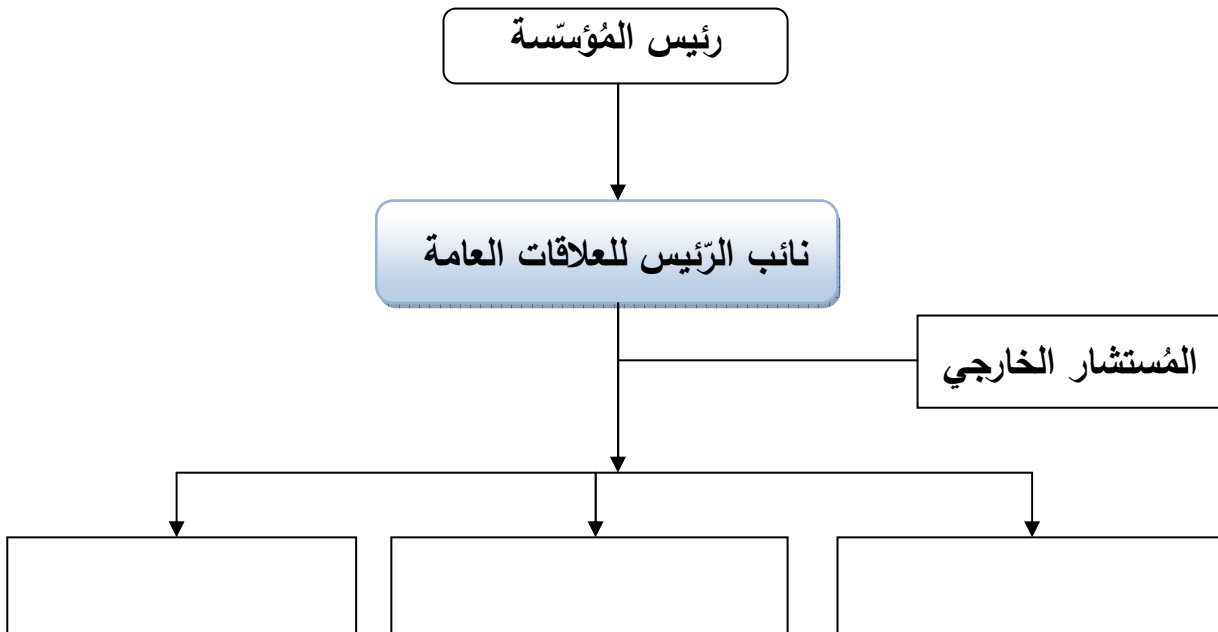 رئيس المُؤسّسة
نائب الرّئيس للعلاقات العامة
المُستشار الخارجي